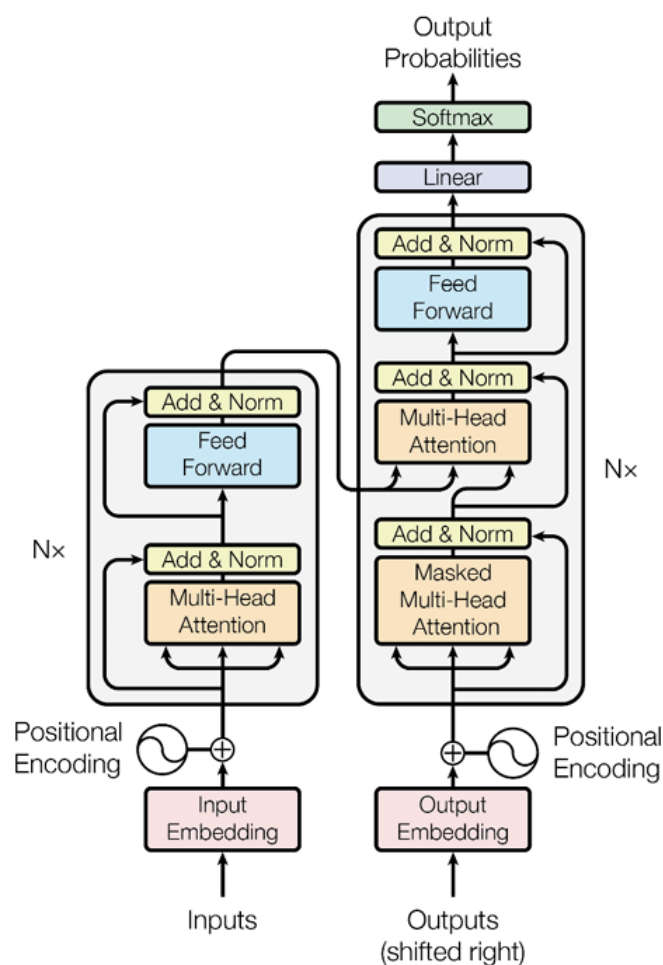 Output
Probabilities
Softmax
Linear
Add & Norm
Feed
Forward
Add & Norm
Multi-Head
Attention
Add & Norm
Masked
Multi-Head
Attention
N×
Positional
Encoding
Output
Embedding
Outputs
(shifted right)
Add & Norm
Feed
Forward
Add & Norm
Multi-Head
Attention
N×
Positional
Encoding
Input
Embedding
Inputs